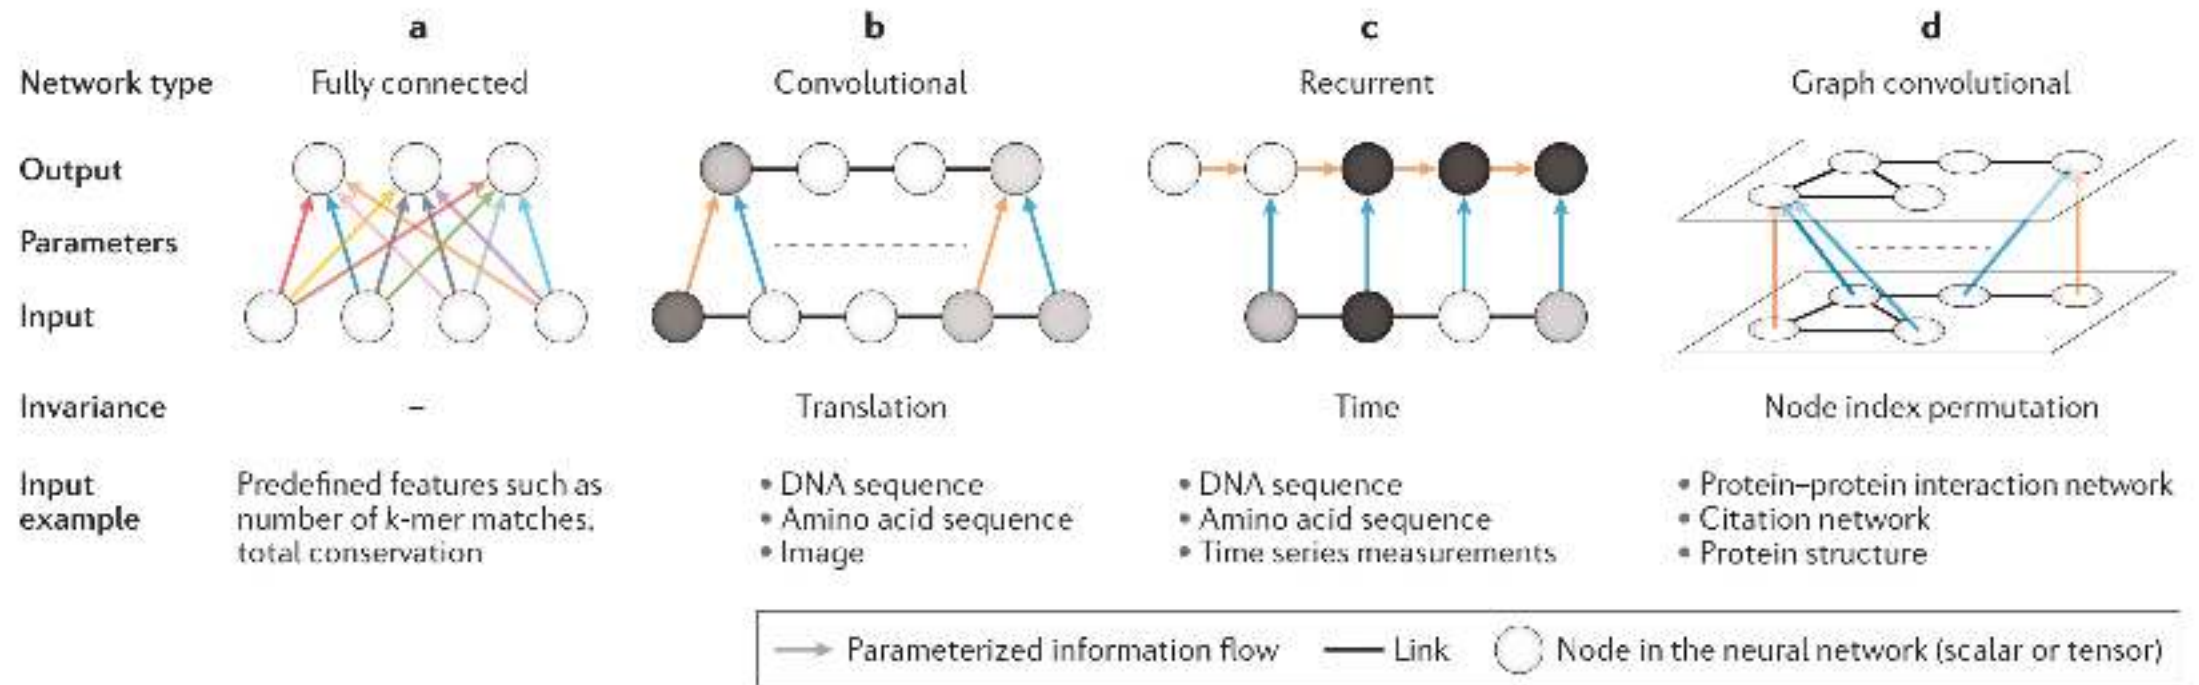 a b c d
Network type Fully connected Convolutional Recurrent Graph convolutional
Output
Parameters
Input
Invariance – Translation Time Node index permutation
Input example
Predefined features such as
number of k-mer matches,
total conservation
• DNA sequence
• Amino acid sequence
• Image
• DNA sequence
• Amino acid sequence
• Time series measurements
• Protein–protein interaction network
• Citation network
• Protein structure
Parameterized information flow Link Node in the neural network (scalar or tensor)